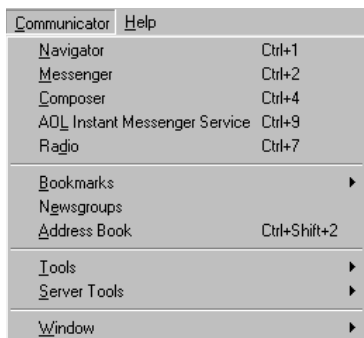 Communicator Help
Navigator Ctrl+1
Messenger Ctrl+2
Composer Ctrl+4
AOL Instant Messenger Service Ctrl+9
Radio Ctrl+7
Bookmarks
Newsgroups
Address Book Ctrl+Shift+2
Tools
Server Tools
Window